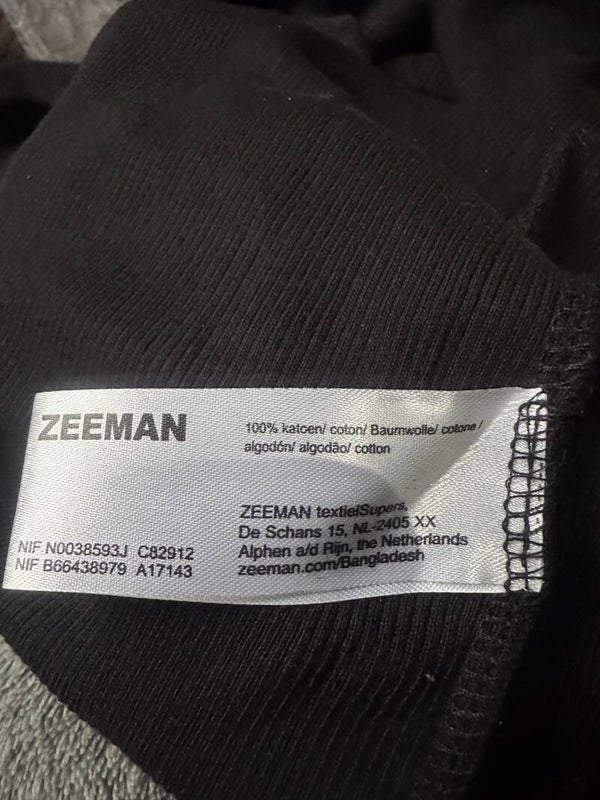 ZEEMAN
100% katoen/ coton/ Baumwolle/ cotone/
algodón/ algodão/ cotton
ZEEMAN textielSupers,
De Schans 15, NL-2405 XX
Alphen a/d Rijn, the Netherlands
zeeman.com/Bangladesh
NIF N0038593J C82912
NIF B66438979 A17143